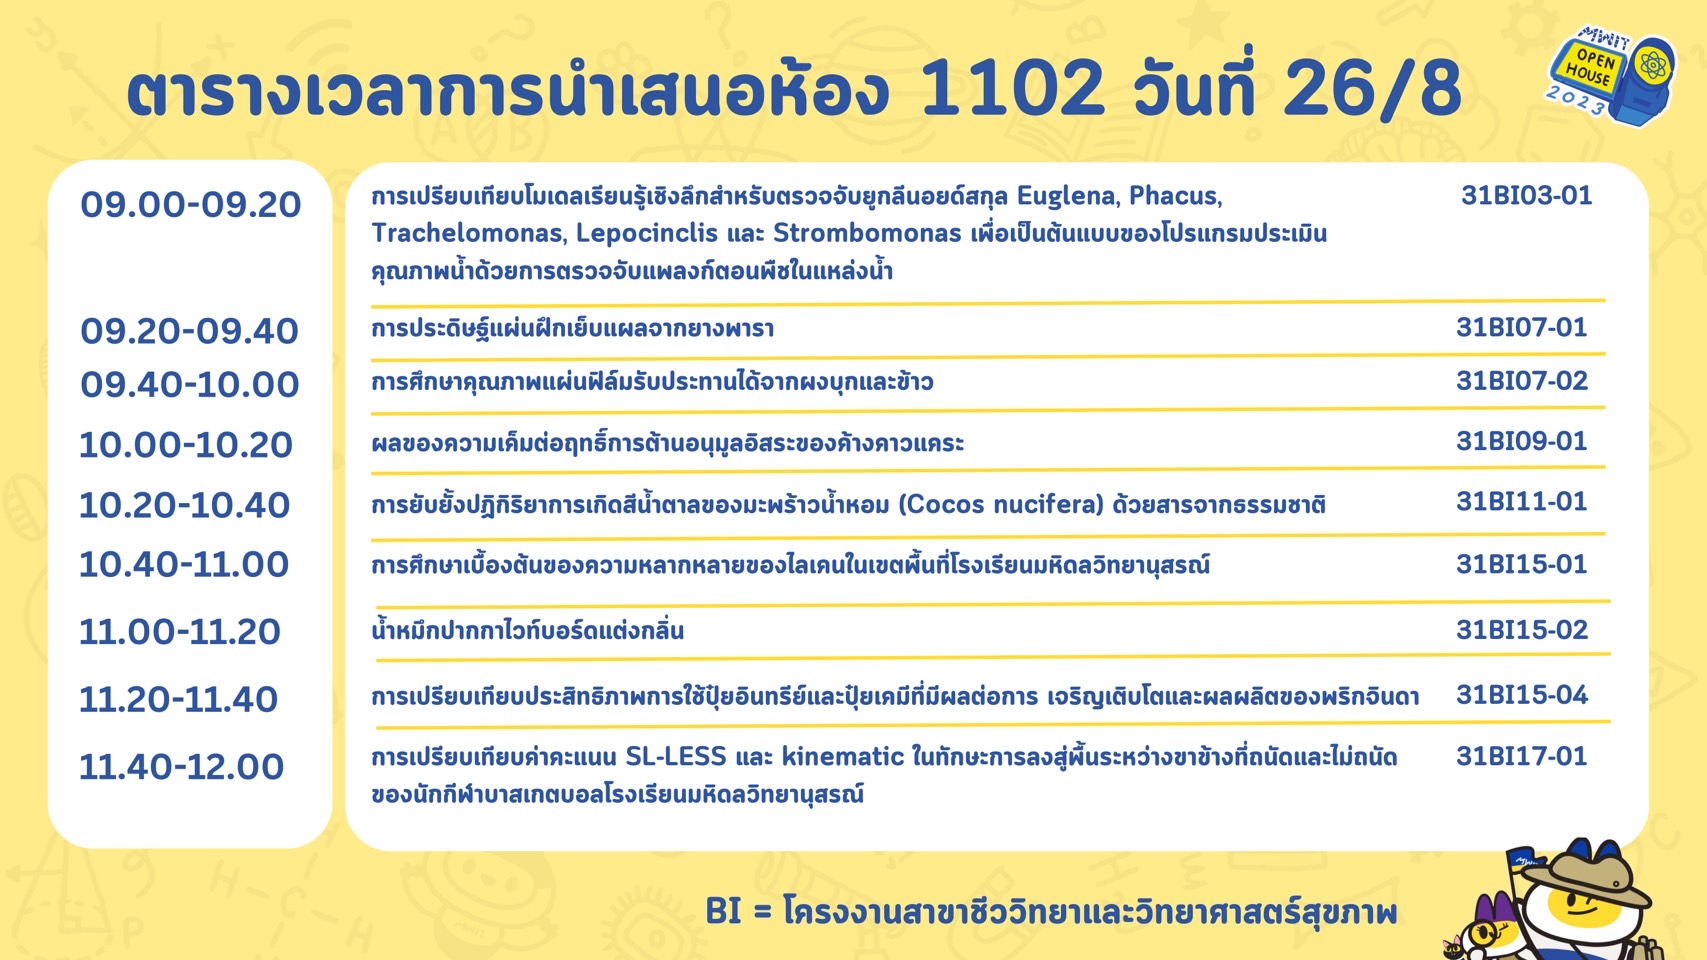 ตารางเวลาการนำเสนอห้อง 1102 วันที่ 26/8
MWIT
OPEN
HOUSE
2023
09.00-09.20
การเปรียบเทียบโมเดลเรียนรู้เชิงลึกสำหรับตรวจจับยูกลีนอยด์สกุล Euglena, Phacus,
31BI03-01
Trachelomonas, Lepocinclis และ Strombomonas เพื่อเป็นต้นแบบของโปรแกรมประเมิน
คุณภาพน้ำด้วยการตรวจจับแพลงก์ตอนพืชในแหล่งน้ำ
09.20-09.40
การประดิษฐ์แผ่นฝึกเย็บแผลจากยางพารา
31BI07-01
09.40-10.00
การศึกษาคุณภาพแผ่นฟิล์มรับประทานได้จากผงบุกและข้าว
31BI07-02
10.00-10.20
ผลของความเค็มต่อฤทธิ์การต้านอนุมูลอิสระของค้างคาวแคระ
31BI09-01
10.20-10.40
การยับยั้งปฏิกิริยาการเกิดสีน้ำตาลของมะพร้าวน้ำหอม (Cocos nucifera) ด้วยสารจากธรรมชาติ
31BI11-01
10.40-11.00
การศึกษาเบื้องต้นของความหลากหลายของไลเคนในเขตพื้นที่โรงเรียนมหิดลวิทยานุสรณ์
31BI15-01
11.00-11.20
น้ำหมึกปากกาไวท์บอร์ดแต่งกลิ่น
31BI15-02
11.20-11.40
การเปรียบเทียบประสิทธิภาพการใช้ปุ๋ยอินทรีย์และปุ๋ยเคมีที่มีผลต่อการ เจริญเติบโตและผลผลิตของพริกจินดา
31BI15-04
11.40-12.00
การเปรียบเทียบค่าคะแนน SL-LESS และ kinematic ในทักษะการลงสู่พื้นระหว่างขาข้างที่ถนัดและไม่ถนัด
31BI17-01
ของนักกีฬาบาสเกตบอลโรงเรียนมหิดลวิทยานุสรณ์
BI = โครงงานสาขาชีววิทยาและวิทยาศาสตร์สุขภาพ